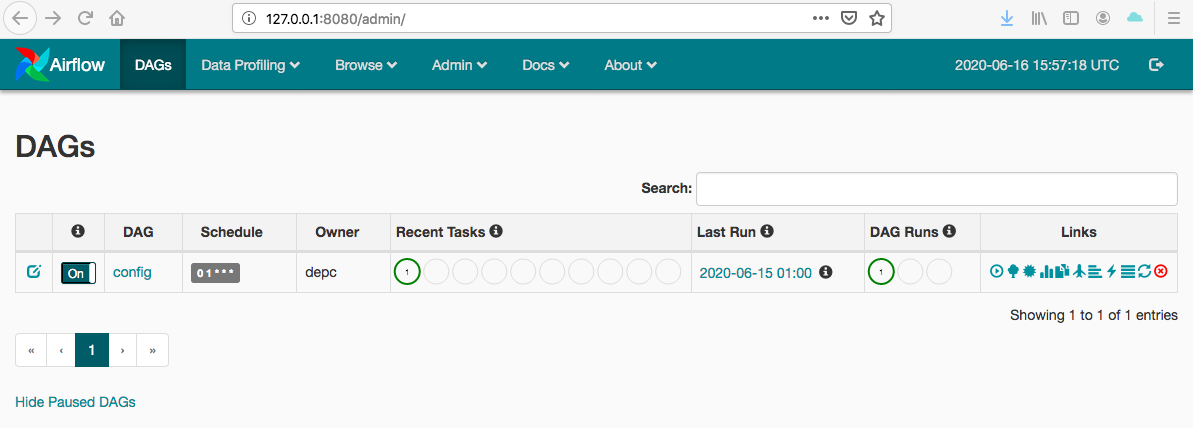 127.0.0.1:8080/admin/
Airflow DAGs Data Profiling Browse Admin Docs About 2020-06-16 15:57:18 UTC
DAGs
Search:
DAG Schedule Owner Recent Tasks Last Run DAG Runs Links
On config 0 1 * * * depc 1 2020-06-15 01:00 1
Showing 1 to 1 of 1 entries
« ‹ 1 › »
Hide Paused DAGs